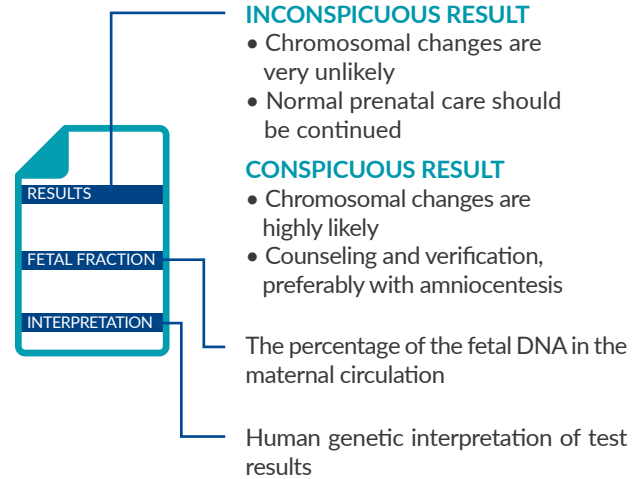 INCONSPICUOUS RESULT
• Chromosomal changes are
very unlikely
• Normal prenatal care should
be continued
CONSPICUOUS RESULT
• Chromosomal changes are
highly likely
• Counseling and verification,
preferably with amniocentesis
RESULTS
FETAL FRACTION
INTERPRETATION
The percentage of the fetal DNA in the
maternal circulation
Human genetic interpretation of test
results